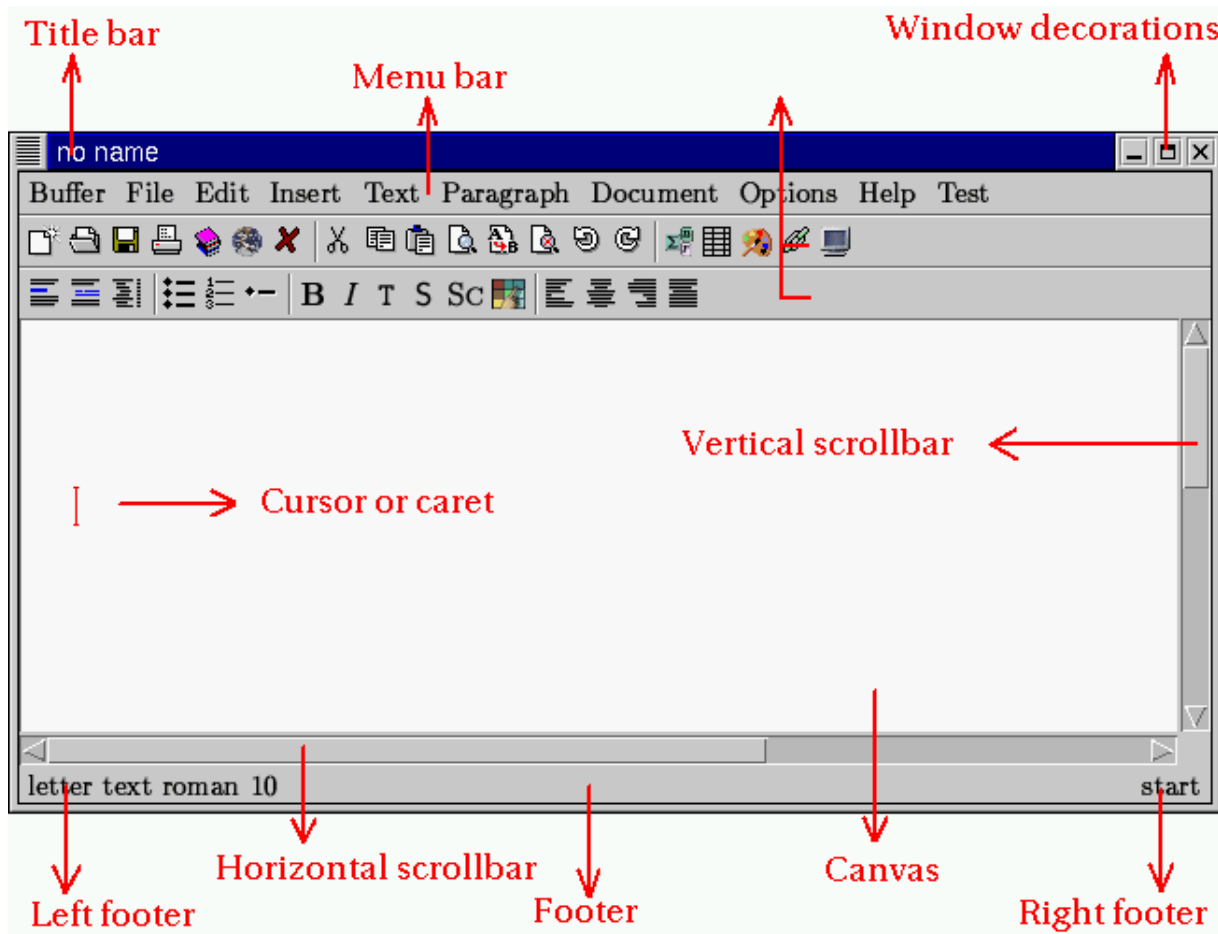 Title bar
Window decorations
Menu bar
no name
Buffer File Edit Insert Text Paragraph Document Options Help Test
B I T S SC
Vertical scrollbar
Cursor or caret
letter text roman 10
start
Horizontal scrollbar
Canvas
Left footer
Footer
Right footer